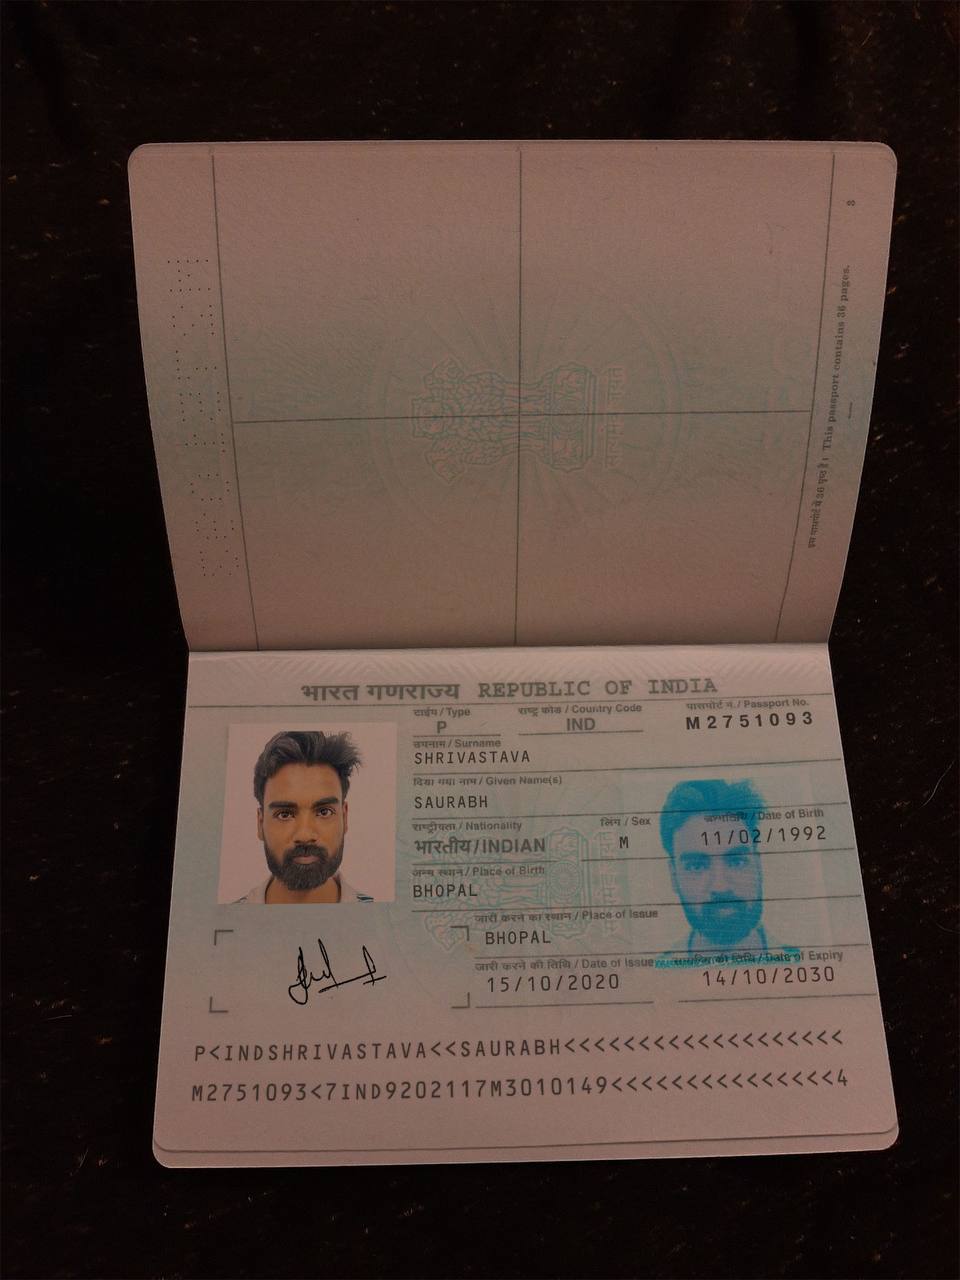 8
इस पासपोर्ट में 36 पृष्ठ हैं। This passport contains 36 pages.
भारत गणराज्य REPUBLIC OF INDIA
टाईप / Type राष्ट्र कोड / Country Code पासपोर्ट नं. / Passport No.
P IND M2751093
उपनाम / Surname
SHRIVASTAVA
दिया गया नाम / Given Name(s)
SAURABH
राष्ट्रीयता / Nationality लिंग / Sex जन्मतिथि / Date of Birth
भारतीय / INDIAN M 11/02/1992
जन्म स्थान / Place of Birth
BHOPAL
जारी करने का स्थान / Place of Issue
BHOPAL
जारी करने की तिथि / Date of Issue समाप्ति की तिथि / Date of Expiry
15/10/2020 14/10/2030
P<INDSHRIVASTAVA<<SAURABH<<<<<<<<<<<<<<<<<<<
M2751093<7IND9202117M3010149<<<<<<<<<<<<<<<4